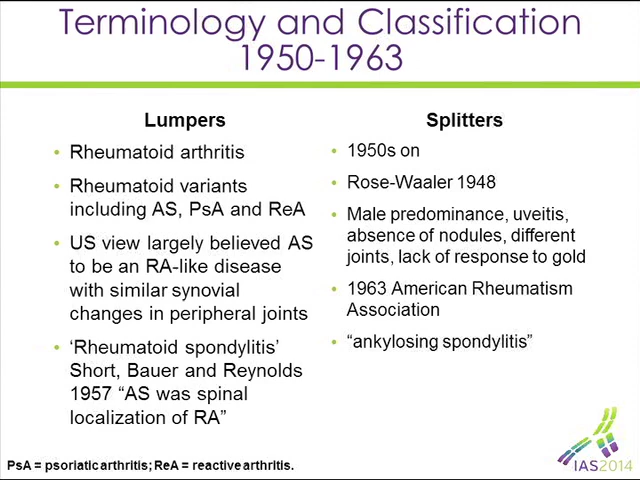 Terminology and Classification
1950-1963
Lumpers
• Rheumatoid arthritis
• Rheumatoid variants
including AS, PsA and ReA
• US view largely believed AS
to be an RA-like disease
with similar synovial
changes in peripheral joints
• ‘Rheumatoid spondylitis’
Short, Bauer and Reynolds
1957 “AS was spinal
localization of RA”
Splitters
• 1950s on
• Rose-Waaler 1948
• Male predominance, uveitis,
absence of nodules, different
joints, lack of response to gold
• 1963 American Rheumatism
Association
• “ankylosing spondylitis”
PsA = psoriatic arthritis; ReA = reactive arthritis.
IAS2014